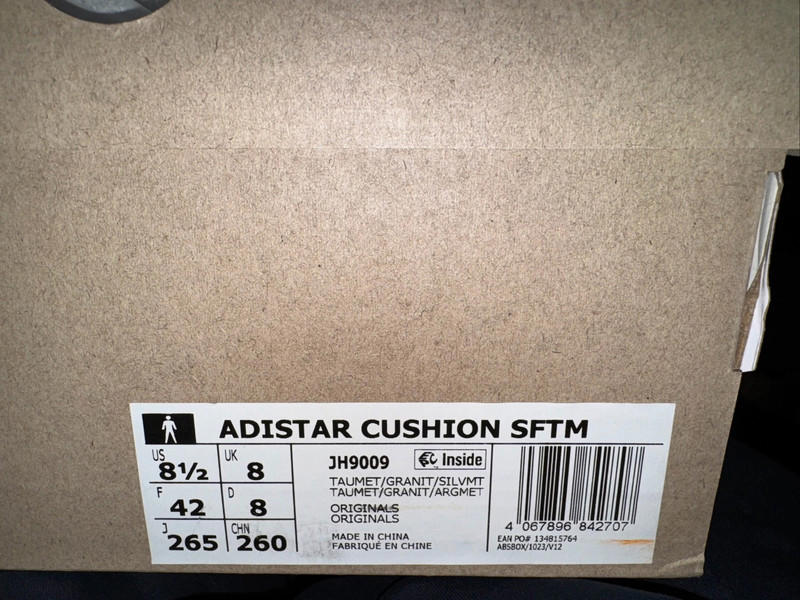 ADISTAR CUSHION SFTM
US 8½ UK 8
F 42 D 8
J 265 CHN 260
JH9009 Inside
TAUMET/GRANIT/SILVMT
TAUMET/GRANIT/ARGMET
ORIGINALS
ORIGINALS
MADE IN CHINA
FABRIQUÉ EN CHINE
4 067896 842707
EAN PO# 134815764
ABSBOX/1023/V12